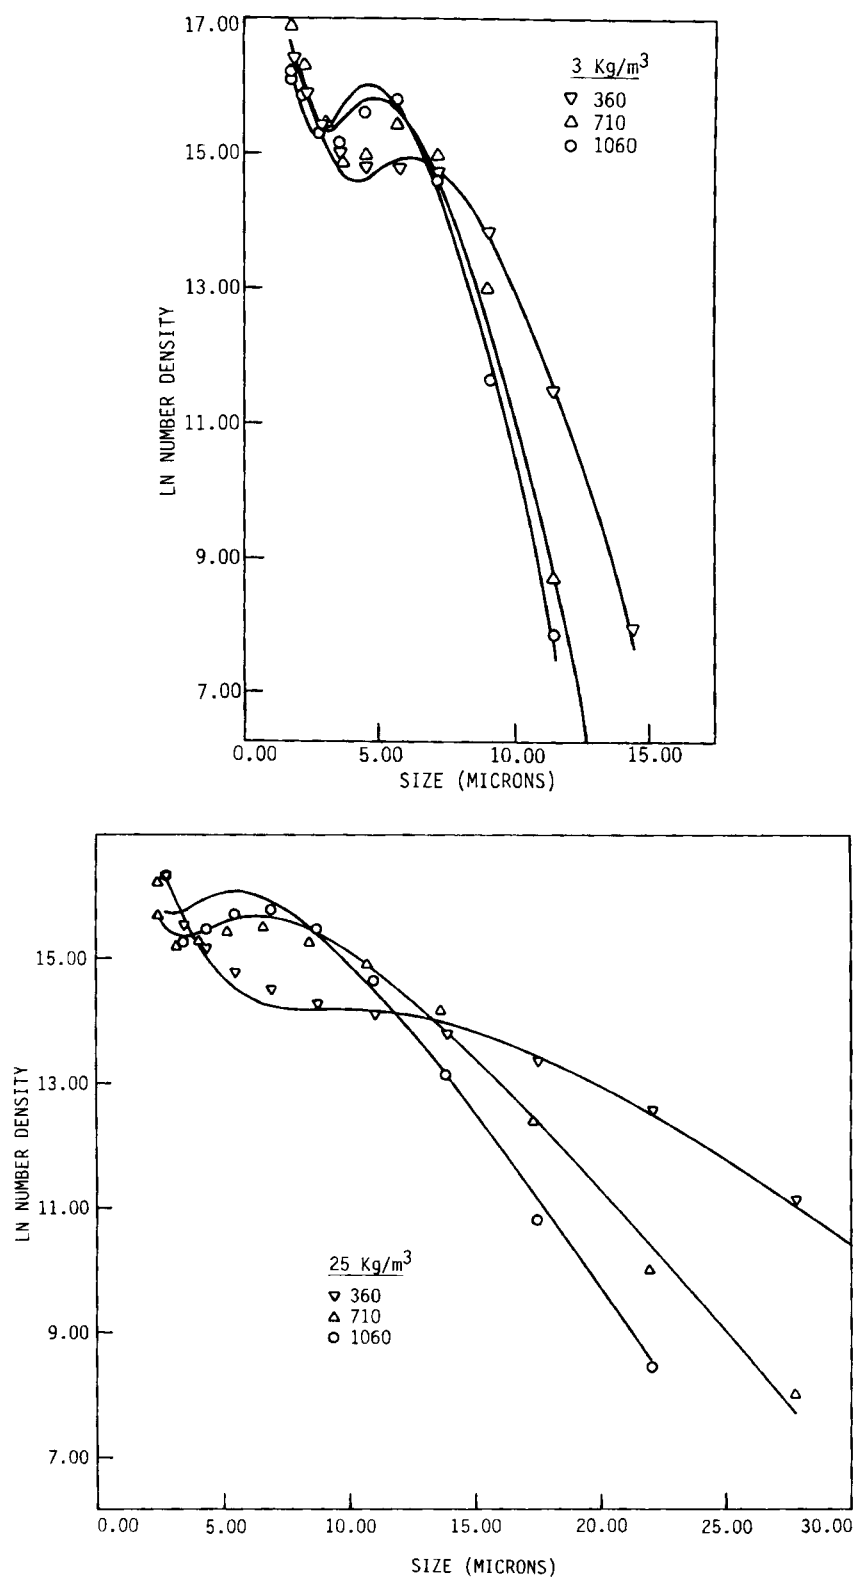 17.00
3 Kg/m3
360
710
1060
15.00
13.00
LN NUMBER DENSITY
11.00
9.00
7.00
0.00 5.00 10.00 15.00
SIZE (MICRONS)
15.00
13.00
LN NUMBER DENSITY
11.00
25 Kg/m3
360
710
1060
9.00
7.00
0.00 5.00 10.00 15.00 20.00 25.00 30.00
SIZE (MICRONS)